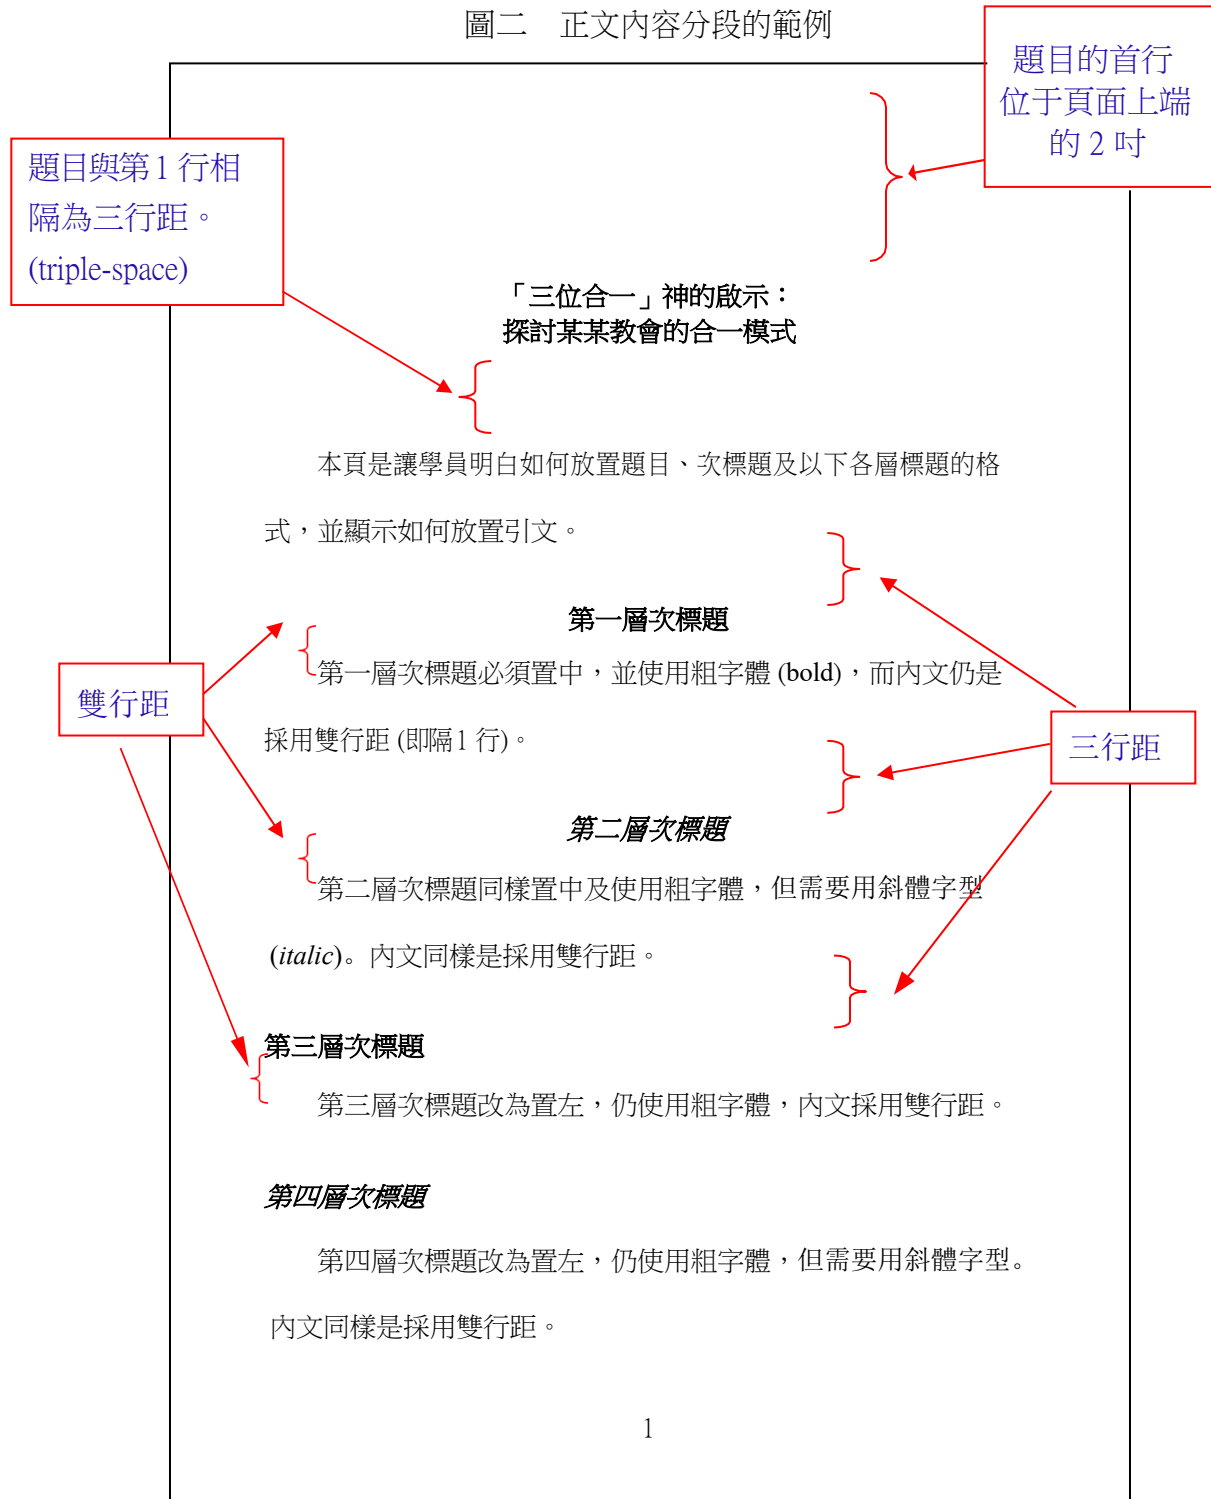 圖二　正文內容分段的範例
題目的首行
位于頁面上端
的 2 吋
題目與第 1 行相
隔為三行距。
(triple-space)
「三位合一」神的啟示：
探討某某教會的合一模式
本頁是讓學員明白如何放置題目、次標題及以下各層標題的格
式，並顯示如何放置引文。
第一層次標題
第一層次標題必須置中，並使用粗字體 (bold)，而內文仍是
雙行距
採用雙行距 (即隔 1 行)。
三行距
第二層次標題
第二層次標題同樣置中及使用粗字體，但需要用斜體字型
(italic)。內文同樣是採用雙行距。
第三層次標題
第三層次標題改為置左，仍使用粗字體，內文採用雙行距。
第四層次標題
第四層次標題改為置左，仍使用粗字體，但需要用斜體字型。
內文同樣是採用雙行距。
1